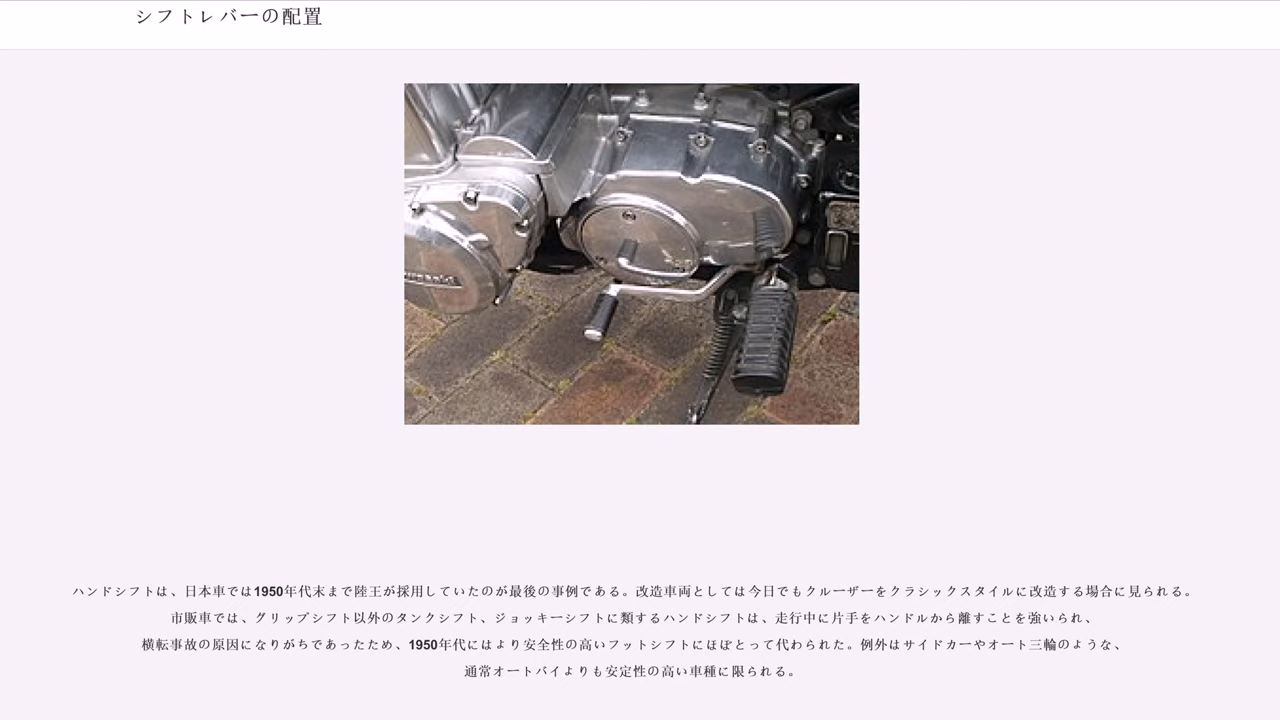 シフトレバーの配置
ハンドシフトは、日本車では1950年代末まで陸王が採用していたのが最後の事例である。改造車両としては今日でもクルーザーをクラシックスタイルに改造する場合に見られる。
市販車では、グリップシフト以外のタンクシフト、ジョッキーシフトに類するハンドシフトは、走行中に片手をハンドルから離すことを強いられ、
横転事故の原因になりがちであったため、1950年代にはより安全性の高いフットシフトにほぼとって代わられた。例外はサイドカーやオート三輪のような、
通常オートバイよりも安定性の高い車種に限られる。